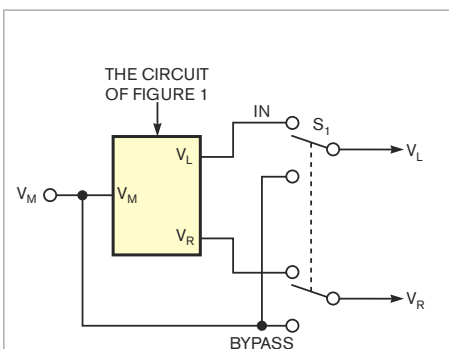 THE CIRCUIT
OF FIGURE 1
IN
S1
VL
VL
VM
VM
VR
VR
BYPASS